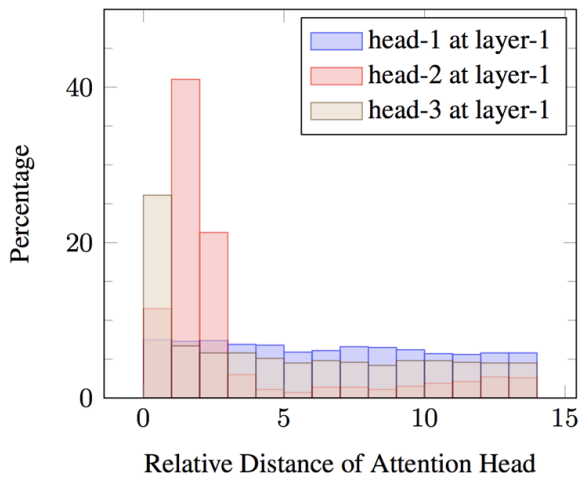 head-1 at layer-1
head-2 at layer-1
head-3 at layer-1
Percentage
40
20
0
0 5 10 15
Relative Distance of Attention Head